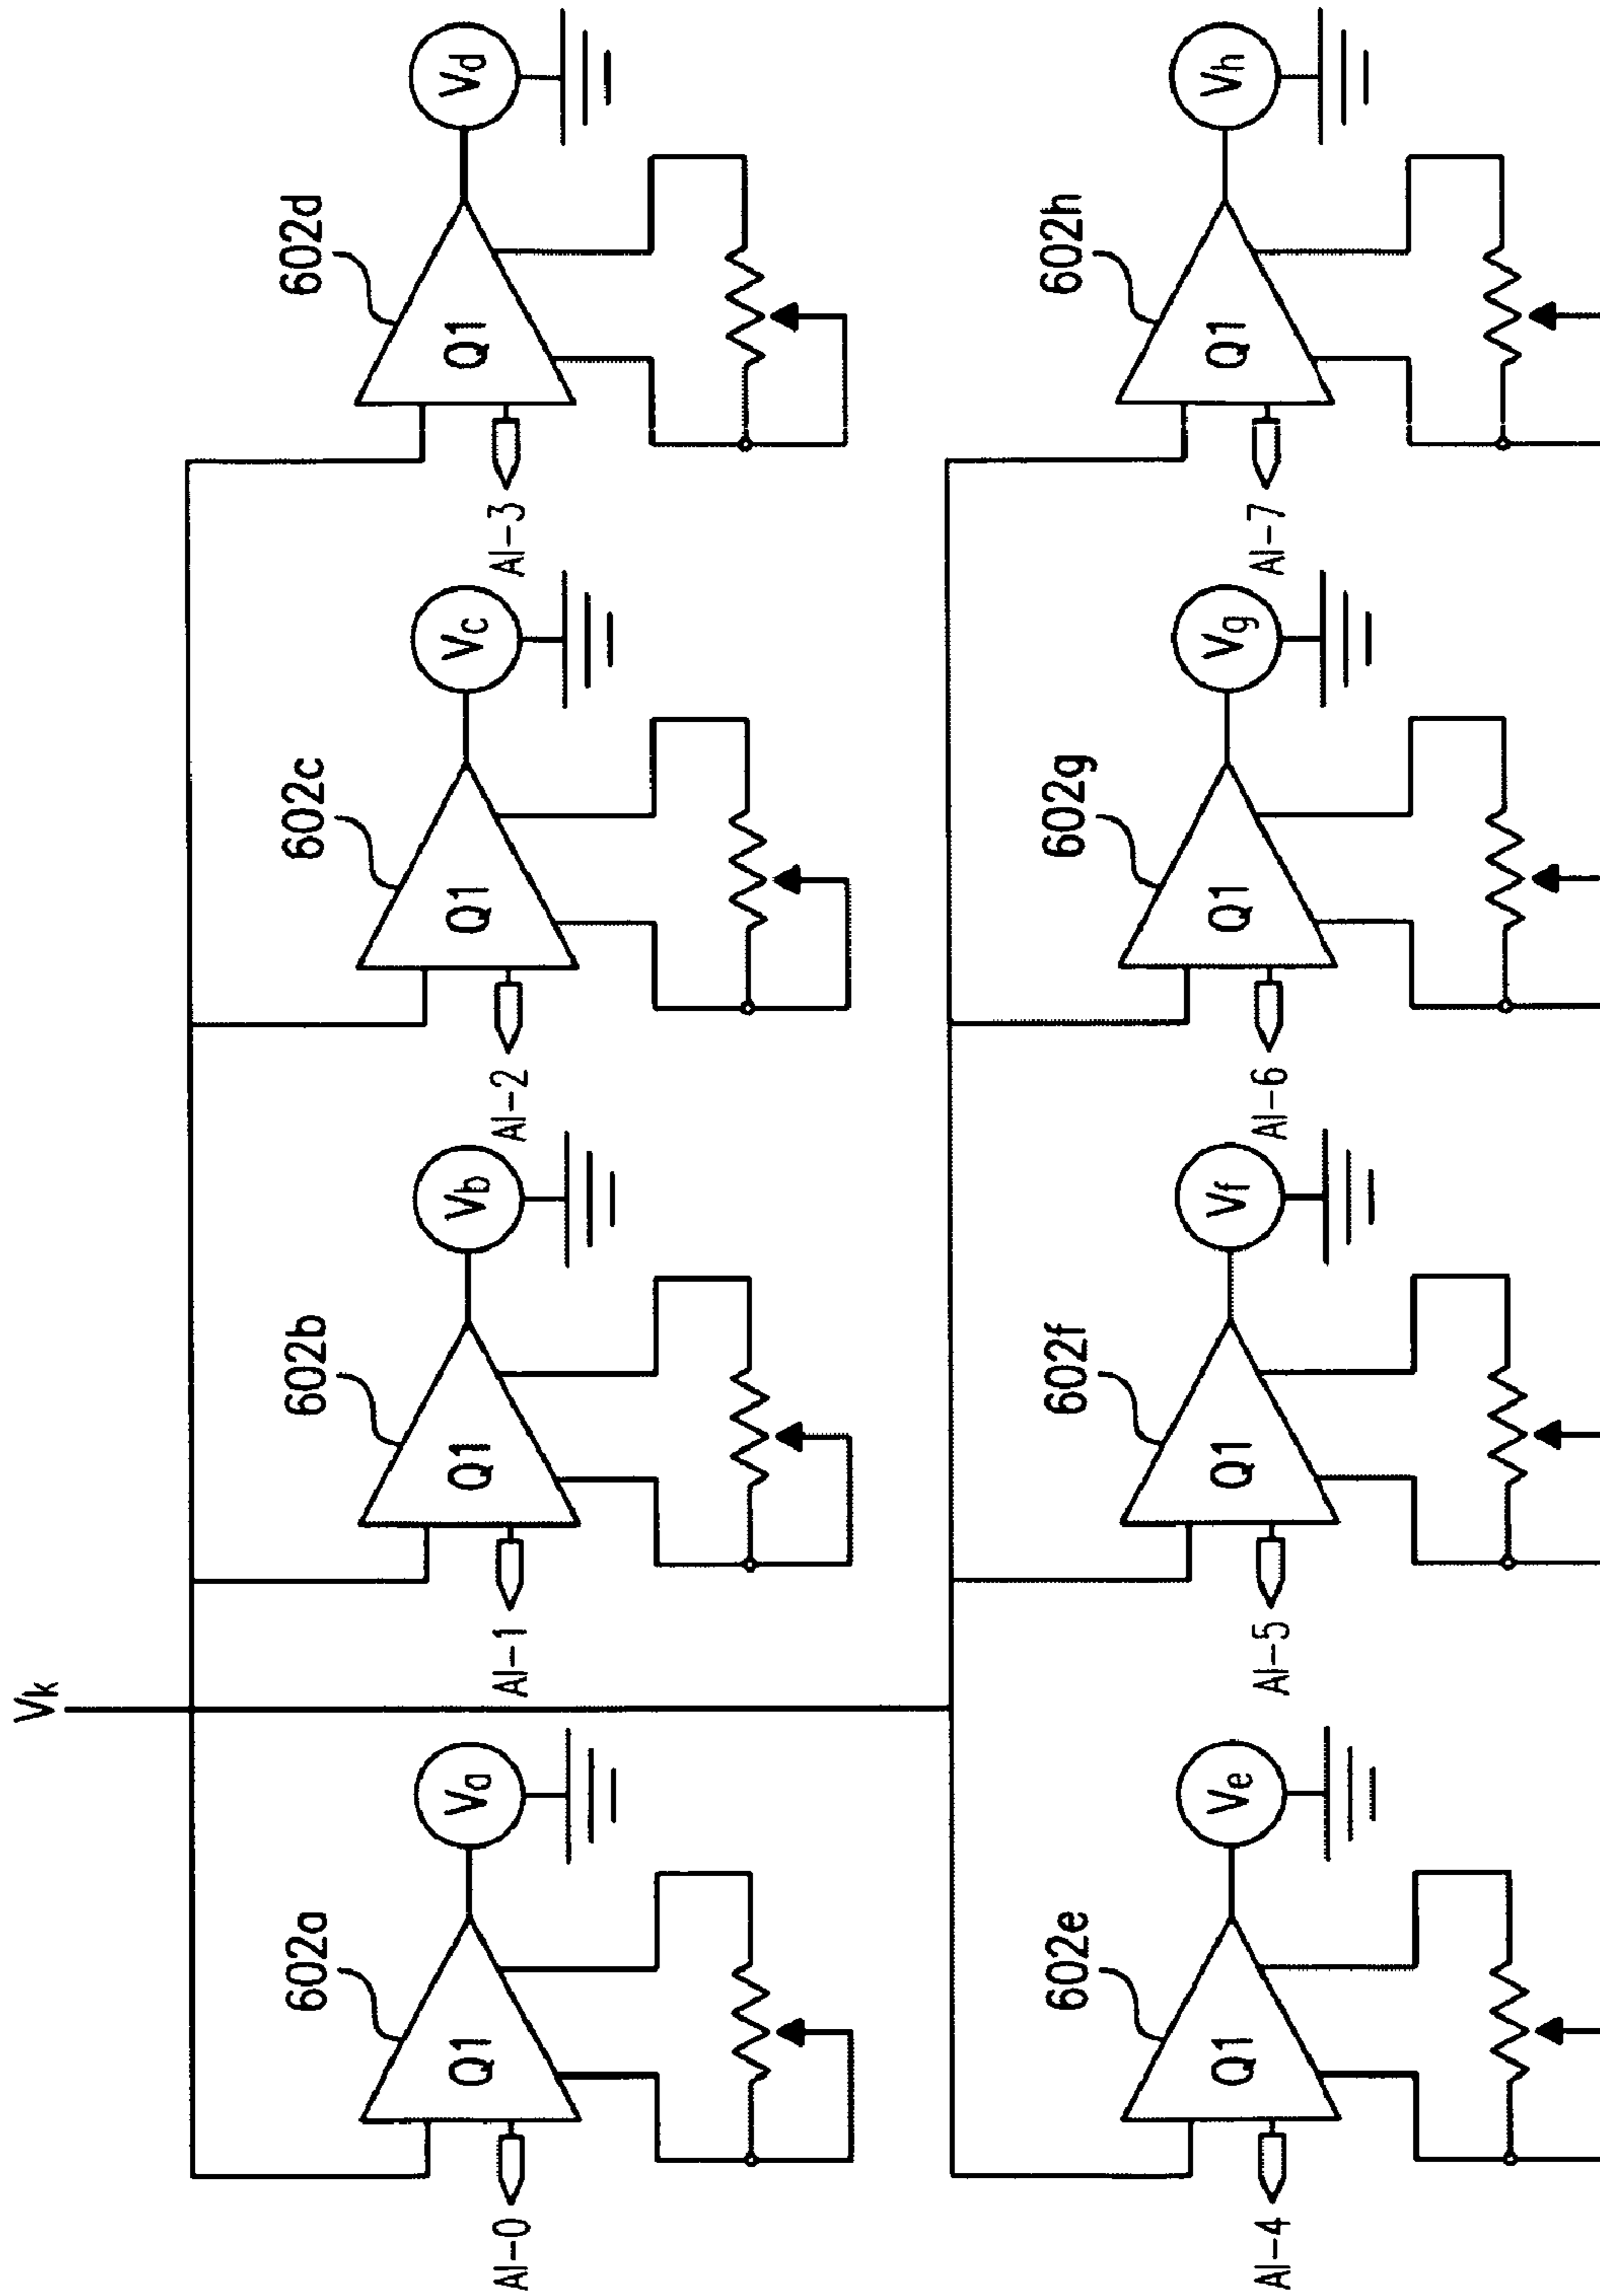 Vk
602a
Q1
Va
AI-0
602b
Q1
Vb
AI-1
602c
Q1
Vc
AI-2
602d
Q1
Vd
AI-3
602e
Q1
Ve
AI-4
602f
Q1
Vf
AI-5
602g
Q1
Vg
AI-6
602h
Q1
Vh
AI-7